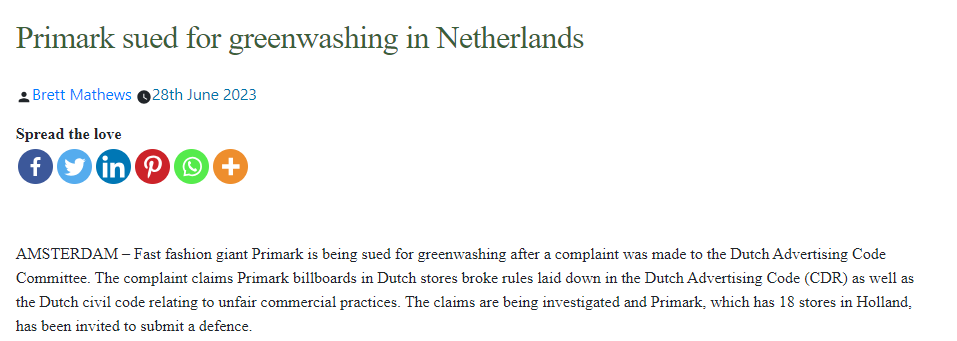 Primark sued for greenwashing in Netherlands
Brett Mathews 28th June 2023
Spread the love
AMSTERDAM – Fast fashion giant Primark is being sued for greenwashing after a complaint was made to the Dutch Advertising Code
Committee. The complaint claims Primark billboards in Dutch stores broke rules laid down in the Dutch Advertising Code (CDR) as well as
the Dutch civil code relating to unfair commercial practices. The claims are being investigated and Primark, which has 18 stores in Holland,
has been invited to submit a defence.